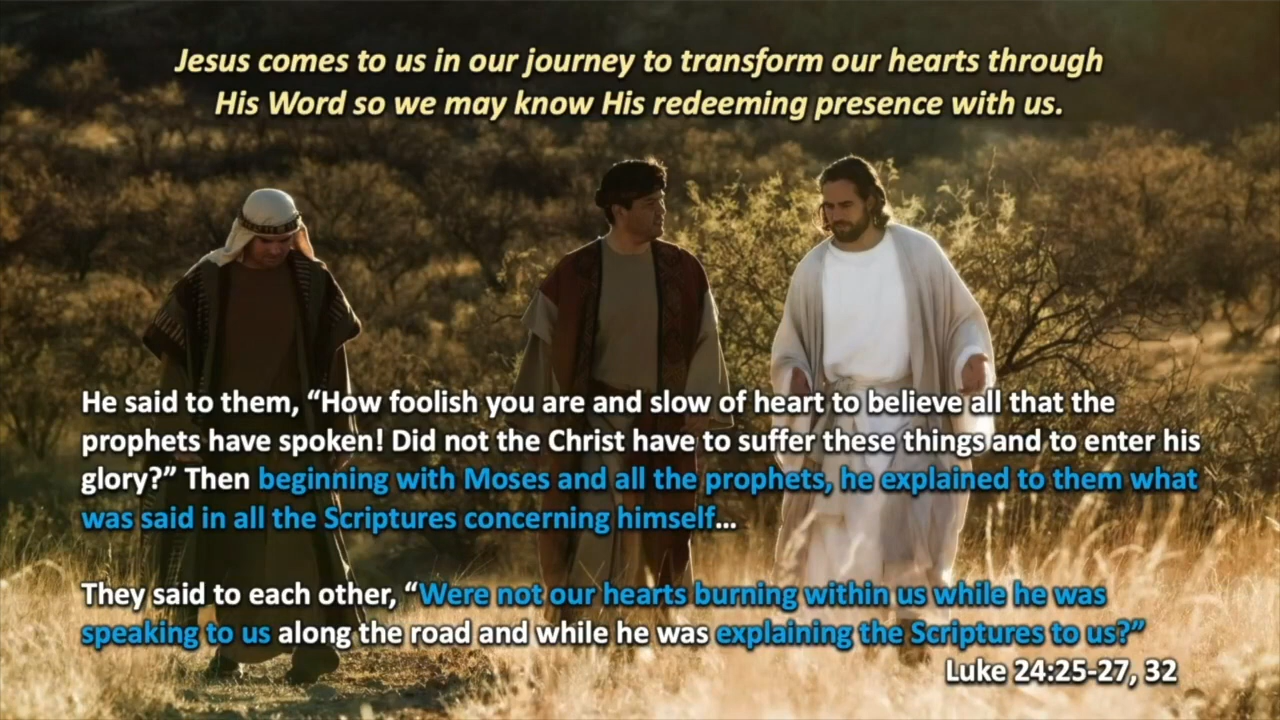 Jesus comes to us in our journey to transform our hearts through
His Word so we may know His redeeming presence with us.
He said to them, “How foolish you are and slow of heart to believe all that the
prophets have spoken! Did not the Christ have to suffer these things and to enter his
glory?” Then beginning with Moses and all the prophets, he explained to them what
was said in all the Scriptures concerning himself...
They said to each other, “Were not our hearts burning within us while he was
speaking to us along the road and while he was explaining the Scriptures to us?”
Luke 24:25-27, 32